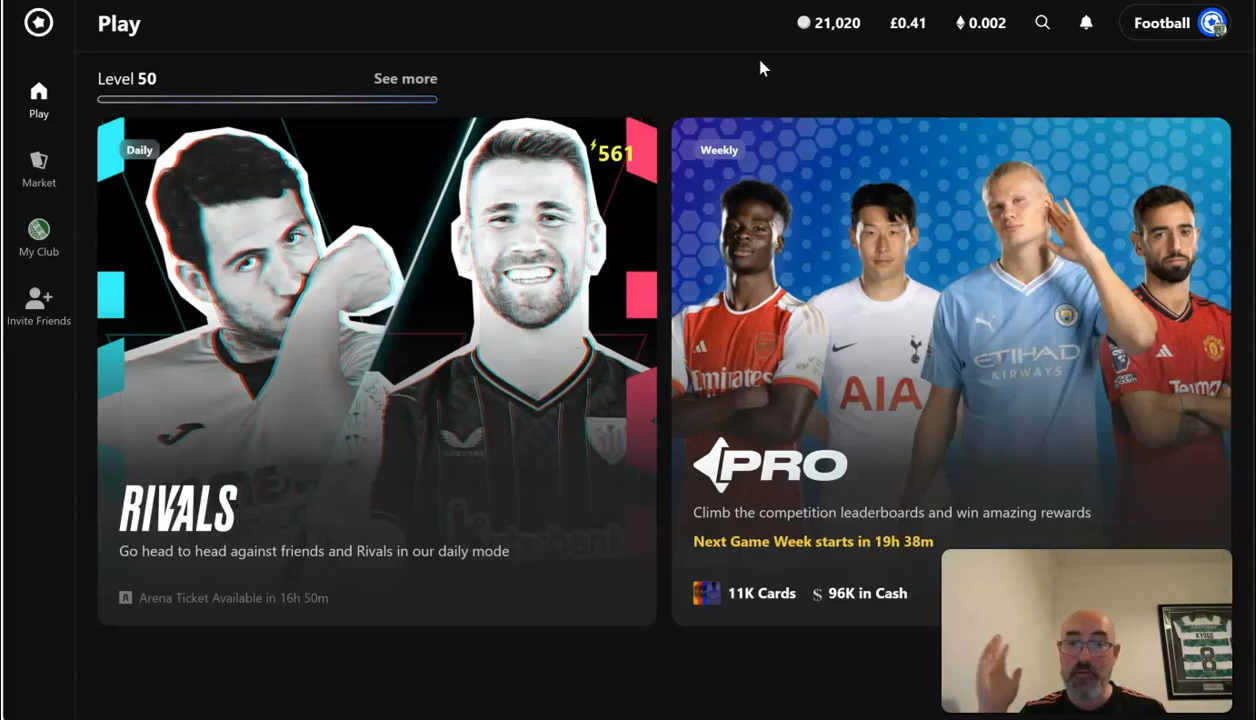 Play
21,020
£0.41
0.002
Football
Play
Market
My Club
Invite Friends
Level 50
See more
Daily
561
RIVALS
Go head to head against friends and Rivals in our daily mode
A Arena Ticket Available in 16h 50m
Weekly
Emirates
AIA
ETIHAD
AIRWAYS
PRO
Climb the competition leaderboards and win amazing rewards
Next Game Week starts in 19h 38m
11K Cards
S 96K in Cash
KYOGO
8